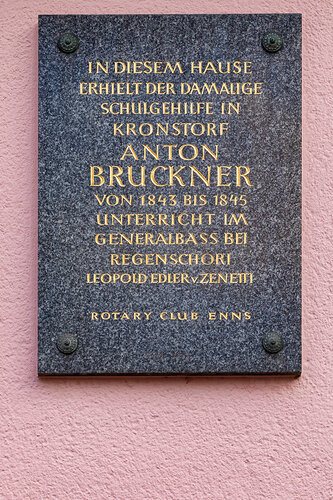 IN DIESEM HAUSE
ERHIELT DER DAMALIGE
SCHULGEHILFE IN
KRONSTORF
ANTON
BRUCKNER
VON 1843 BIS 1845
UNTERRICHT IM
GENERALBASS BEI
REGENSCHORI
LEOPOLD EDLER v. ZENETTI
ROTARY CLUB ENNS